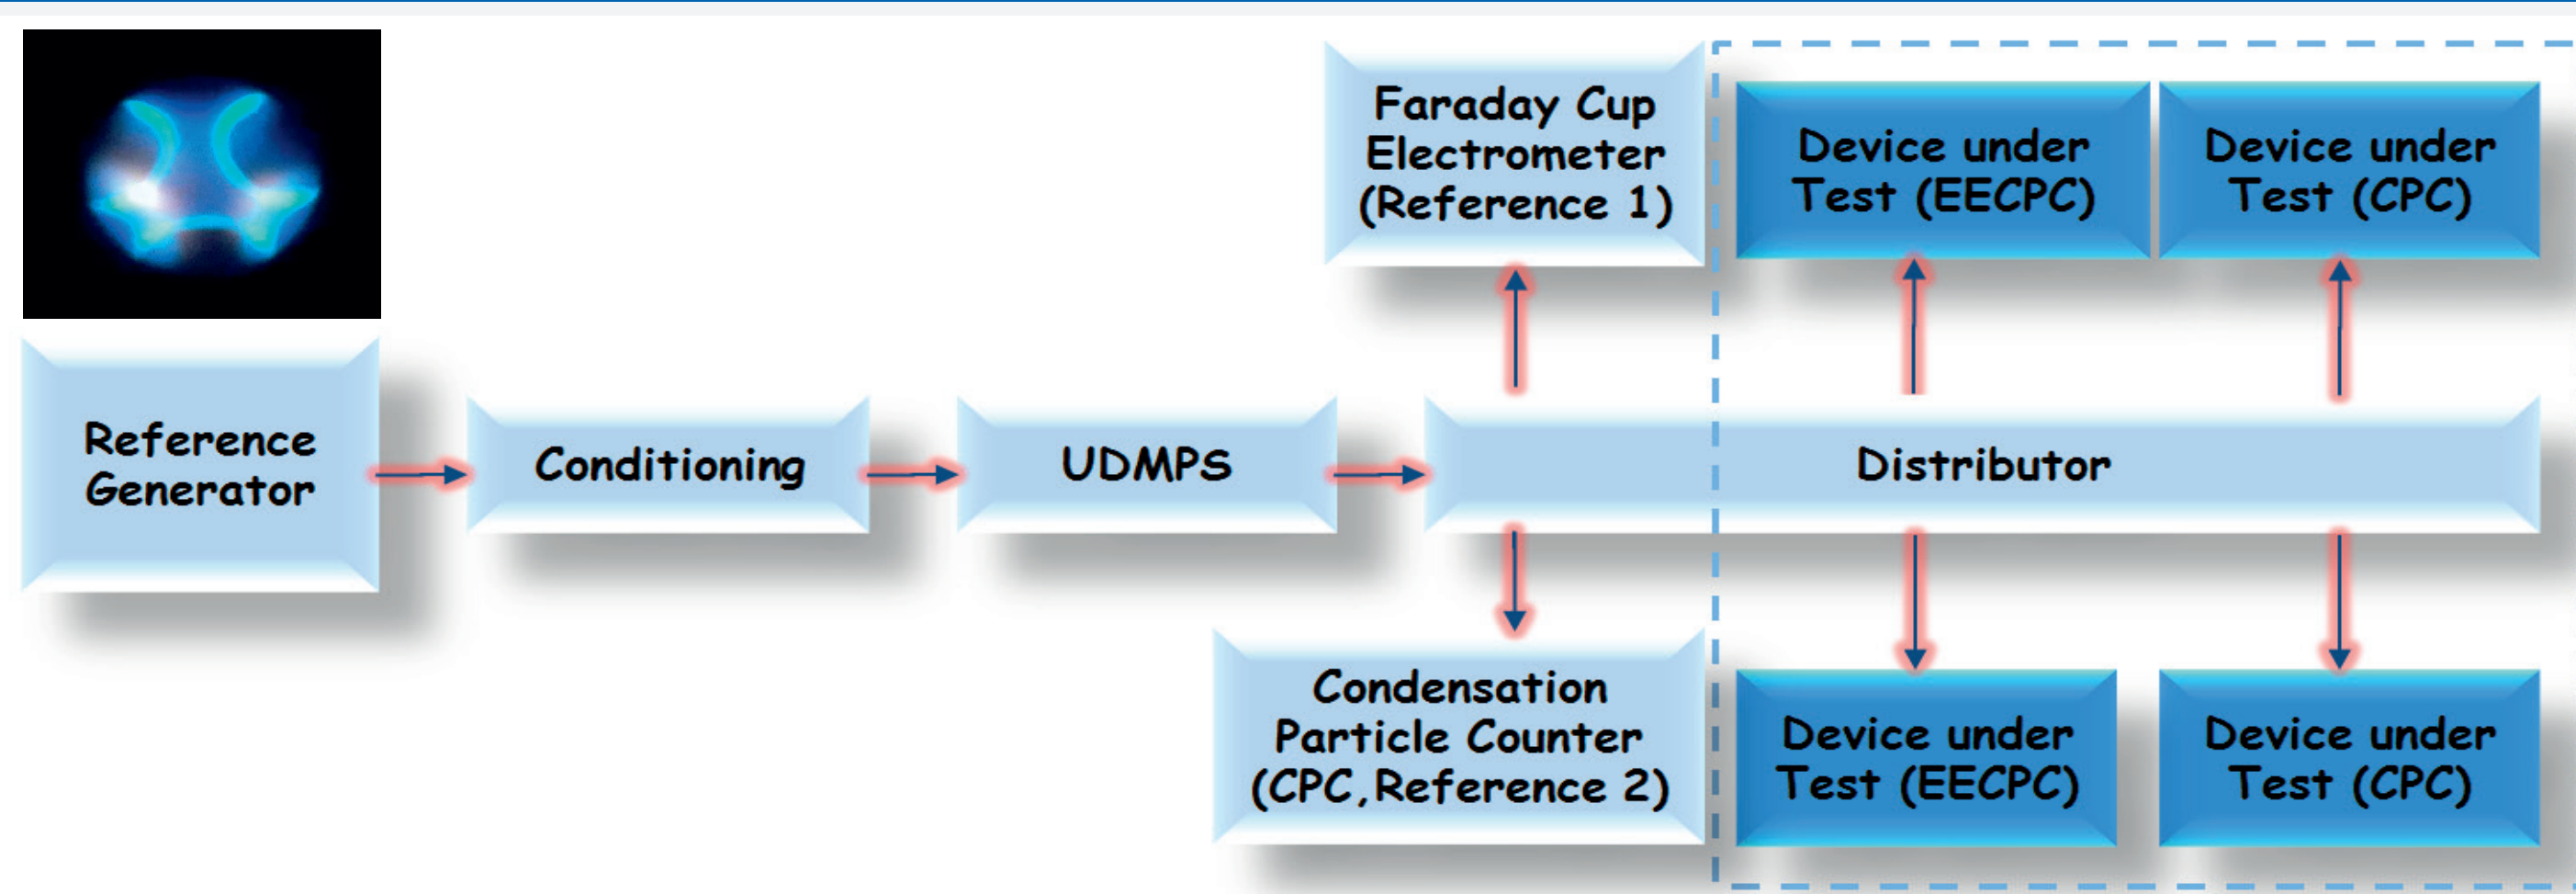 Faraday Cup
Electrometer
(Reference 1)
Device under
Test (EECPC)
Device under
Test (CPC)
Reference
Generator
Conditioning
UDMPS
Distributor
Condensation
Particle Counter
(CPC,Reference 2)
Device under
Test (EECPC)
Device under
Test (CPC)